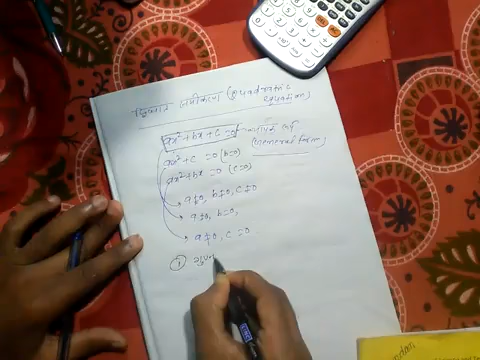 द्विघात समीकरण (Quadratic
equation)
ax²+bx+c =0
(General form)
ax²+c =0 (b=0)
ax²+bx =0 (c=0)
a≠0, b≠0, c≠0
a≠0, b=0,
a≠0, c=0.
① गुण